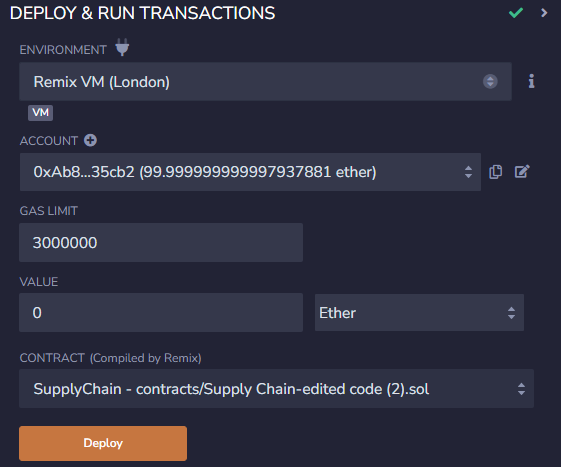 DEPLOY & RUN TRANSACTIONS
ENVIRONMENT
Remix VM (London)
VM
ACCOUNT
0xAb8...35cb2 (99.999999999997937881 ether)
GAS LIMIT
3000000
VALUE
0 Ether
CONTRACT (Compiled by Remix)
SupplyChain - contracts/Supply Chain-edited code (2).sol
Deploy